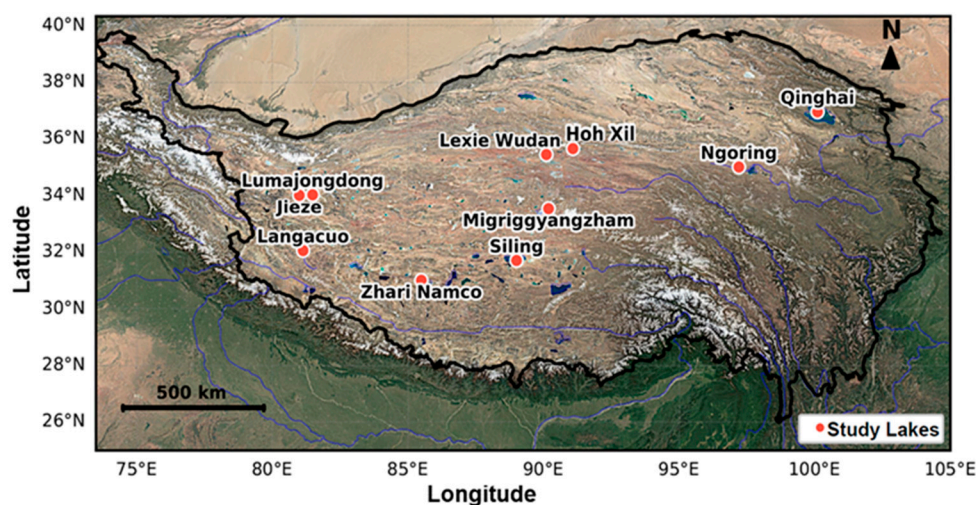 40°N
38°N
36°N
34°N
32°N
30°N
28°N
26°N
Latitude
N
Qinghai
Lexie Wudan
Hoh Xil
Ngoring
Lumajongdong
Jieze
Migriggyangzham
Langacuo
Siling
Zhari Namco
500 km
Study Lakes
75°E
80°E
85°E
90°E
95°E
100°E
105°E
Longitude